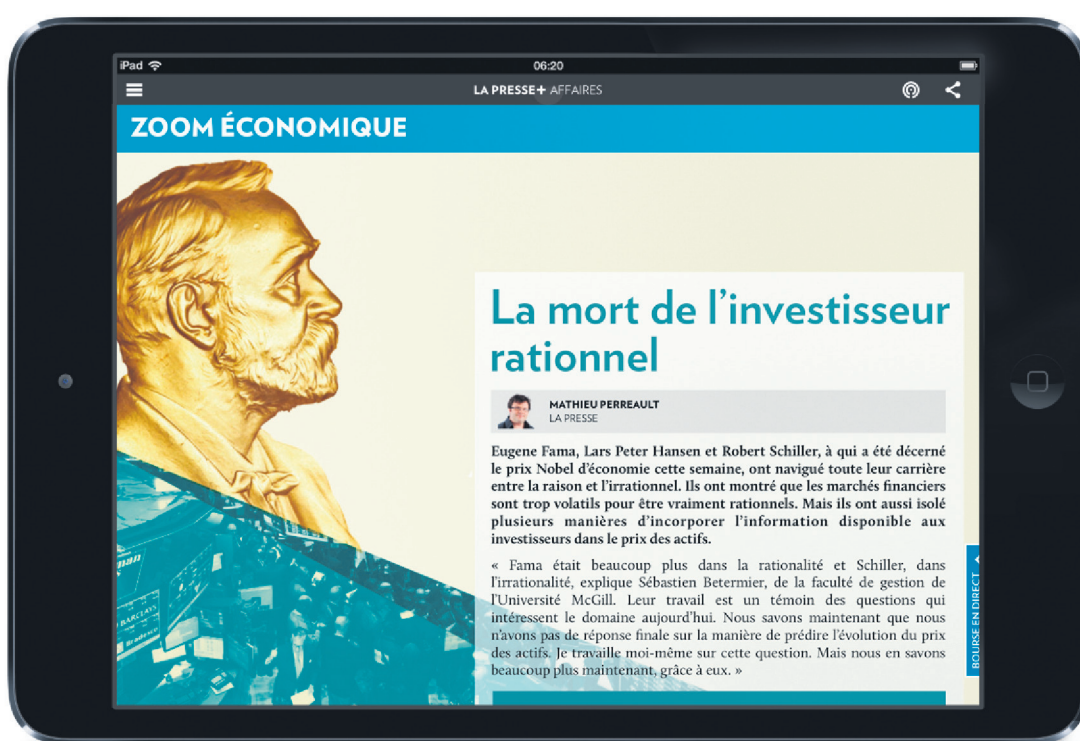 iPad
06:20
LA PRESSE+ AFFAIRES
ZOOM ÉCONOMIQUE
La mort de l'investisseur
rationnel
MATHIEU PERREAULT
LA PRESSE
Eugene Fama, Lars Peter Hansen et Robert Schiller, à qui a été décerné
le prix Nobel d'économie cette semaine, ont navigué toute leur carrière
entre la raison et l'irrationnel. Ils ont montré que les marchés financiers
sont trop volatils pour être vraiment rationnels. Mais ils ont aussi isolé
plusieurs manières d'incorporer l'information disponible aux
investisseurs dans le prix des actifs.
« Fama était beaucoup plus dans la rationalité et Schiller, dans
l'irrationalité, explique Sébastien Betermier, de la faculté de gestion de
l'Université McGill. Leur travail est un témoin des questions qui
intéressent le domaine aujourd'hui. Nous savons maintenant que nous
n'avons pas de réponse finale sur la manière de prédire l'évolution du prix
des actifs. Je travaille moi-même sur cette question. Mais nous en savons
beaucoup plus maintenant, grâce à eux. »
BOURSE EN DIRECT
BARCLAYS